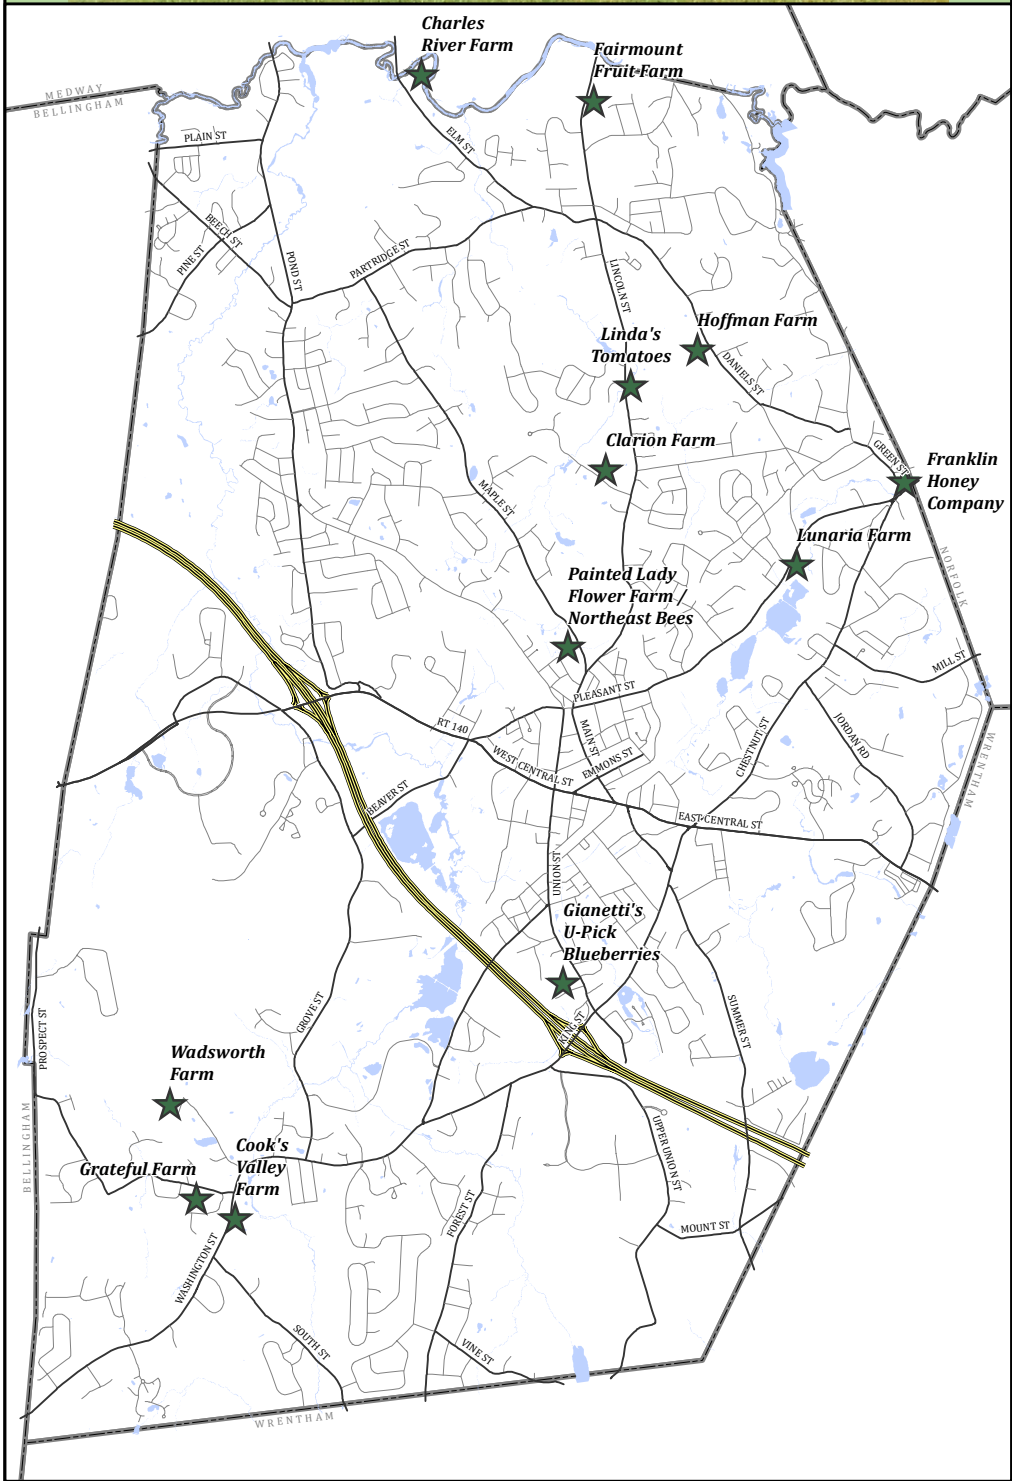 Charles
River Farm
Fairmount
Fruit Farm
MEDWAY
BELLINGHAM
PLAIN ST
ELM ST
BEECH ST
PINE ST
POND ST
PARTRIDGE ST
LINCOLN ST
Hoffman Farm
Linda's
Tomatoes
DANIELS ST
Clarion Farm
GREEN ST
Franklin
Honey
Company
MAPLE ST
Lunaria Farm
NORFOLK
Painted Lady
Flower Farm
Northeast Bees
MILL ST
PLEASANT ST
RT 140
MAIN ST
WEST CENTRAL ST
EMMONS ST
CHESTNUT ST
JORDAN RD
WRENTHAM
BEAVER ST
EAST CENTRAL ST
UNION ST
Gianetti's
U-Pick
Blueberries
GROVE ST
KING ST
SUMMER ST
PROSPECT ST
Wadsworth
Farm
BELLINGHAM
Cook's
Valley
Farm
Grateful Farm
UPPER UNION ST
FOREST ST
MOUNT ST
WASHINGTON ST
SOUTH ST
VINE ST
WRENTHAM